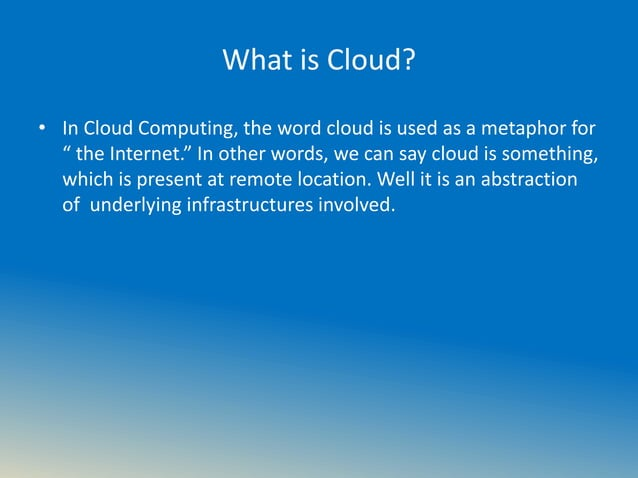 What is Cloud?
• In Cloud Computing, the word cloud is used as a metaphor for
“ the Internet.” In other words, we can say cloud is something,
which is present at remote location. Well it is an abstraction
of  underlying infrastructures involved.